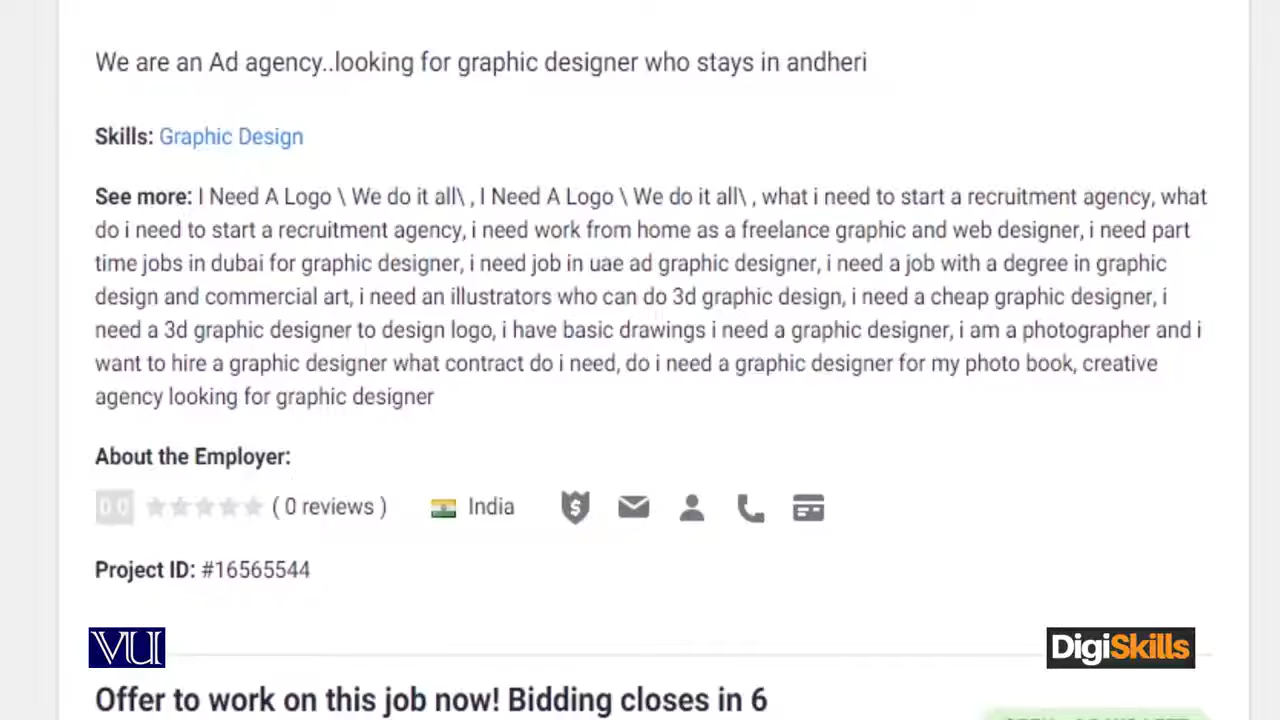 We are an Ad agency..looking for graphic designer who stays in andheri
Skills: Graphic Design
See more: I Need A Logo \ We do it all\ , I Need A Logo \ We do it all\ , what i need to start a recruitment agency, what
do i need to start a recruitment agency, i need work from home as a freelance graphic and web designer, i need part
time jobs in dubai for graphic designer, i need job in uae ad graphic designer, i need a job with a degree in graphic
design and commercial art, i need an illustrators who can do 3d graphic design, i need a cheap graphic designer, i
need a 3d graphic designer to design logo, i have basic drawings i need a graphic designer, i am a photographer and i
want to hire a graphic designer what contract do i need, do i need a graphic designer for my photo book, creative
agency looking for graphic designer
About the Employer:
0.0 ( 0 reviews ) India
Project ID: #16565544
VU DigiSkills
Offer to work on this job now! Bidding closes in 6